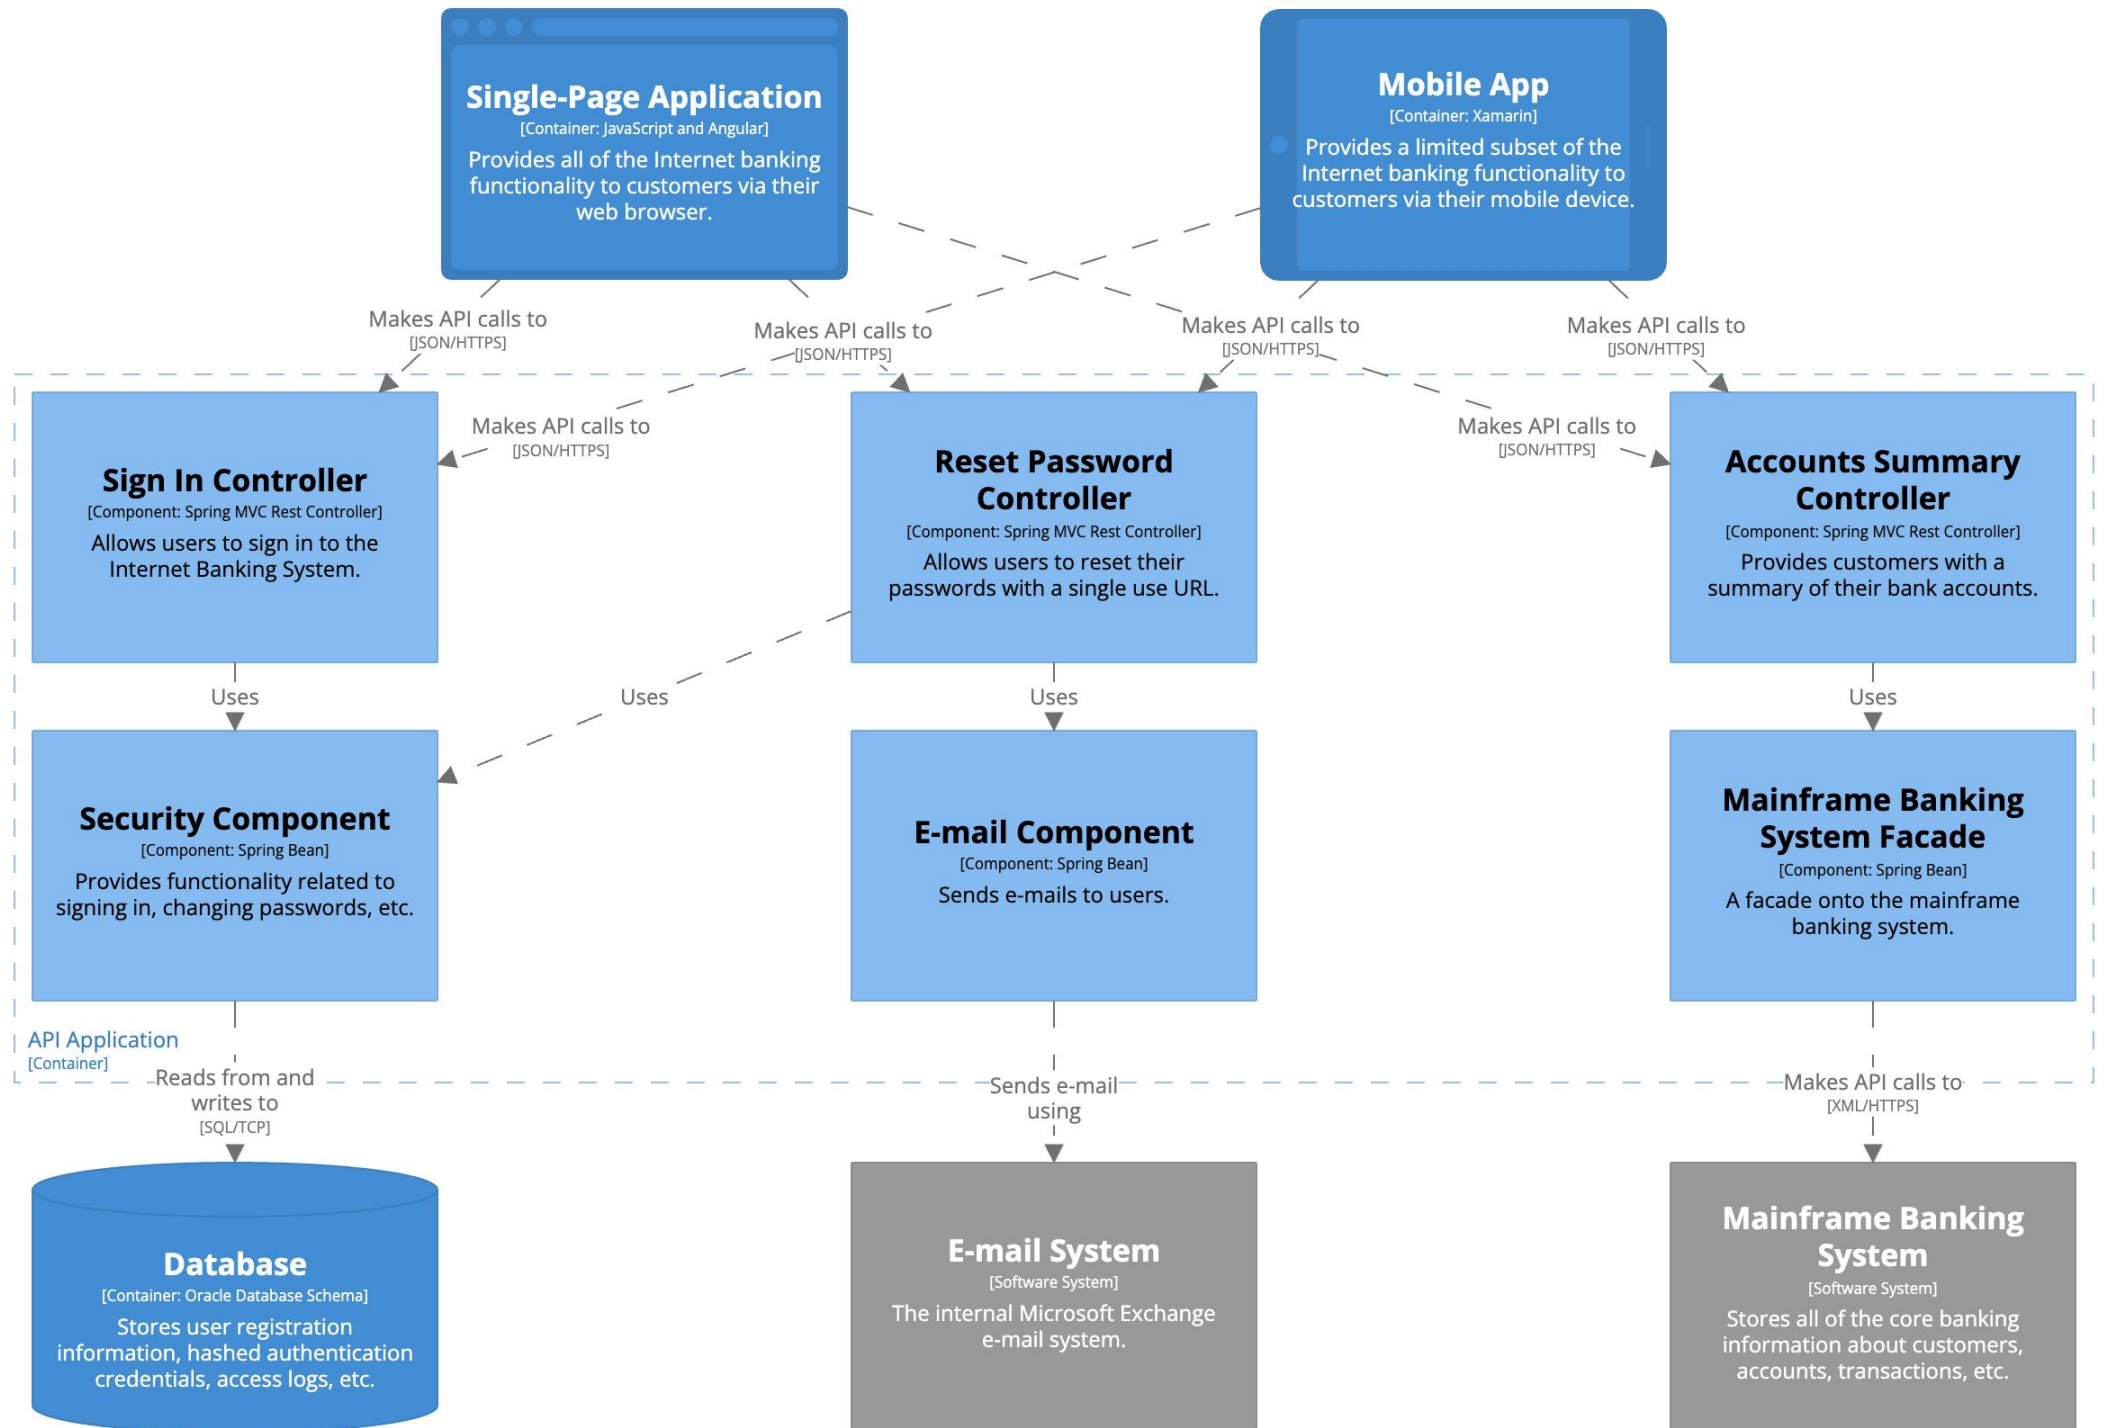 Single-Page Application
[Container: JavaScript and Angular]
Provides all of the Internet banking
functionality to customers via their
web browser.
Mobile App
[Container: Xamarin]
Provides a limited subset of the
Internet banking functionality to
customers via their mobile device.
Makes API calls to
[JSON/HTTPS]
Makes API calls to
[JSON/HTTPS]
Makes API calls to
[JSON/HTTPS]
Makes API calls to
[JSON/HTTPS]
Makes API calls to
[JSON/HTTPS]
Makes API calls to
[JSON/HTTPS]
Sign In Controller
[Component: Spring MVC Rest Controller]
Allows users to sign in to the
Internet Banking System.
Reset Password
Controller
[Component: Spring MVC Rest Controller]
Allows users to reset their
passwords with a single use URL.
Accounts Summary
Controller
[Component: Spring MVC Rest Controller]
Provides customers with a
summary of their bank accounts.
Uses
Uses
Uses
Uses
Security Component
[Component: Spring Bean]
Provides functionality related to
signing in, changing passwords, etc.
E-mail Component
[Component: Spring Bean]
Sends e-mails to users.
Mainframe Banking
System Facade
[Component: Spring Bean]
A facade onto the mainframe
banking system.
API Application
[Container]
Reads from and
writes to
[SQL/TCP]
Sends e-mail
using
Makes API calls to
[XML/HTTPS]
Database
[Container: Oracle Database Schema]
Stores user registration
information, hashed authentication
credentials, access logs, etc.
E-mail System
[Software System]
The internal Microsoft Exchange
e-mail system.
Mainframe Banking
System
[Software System]
Stores all of the core banking
information about customers,
accounts, transactions, etc.